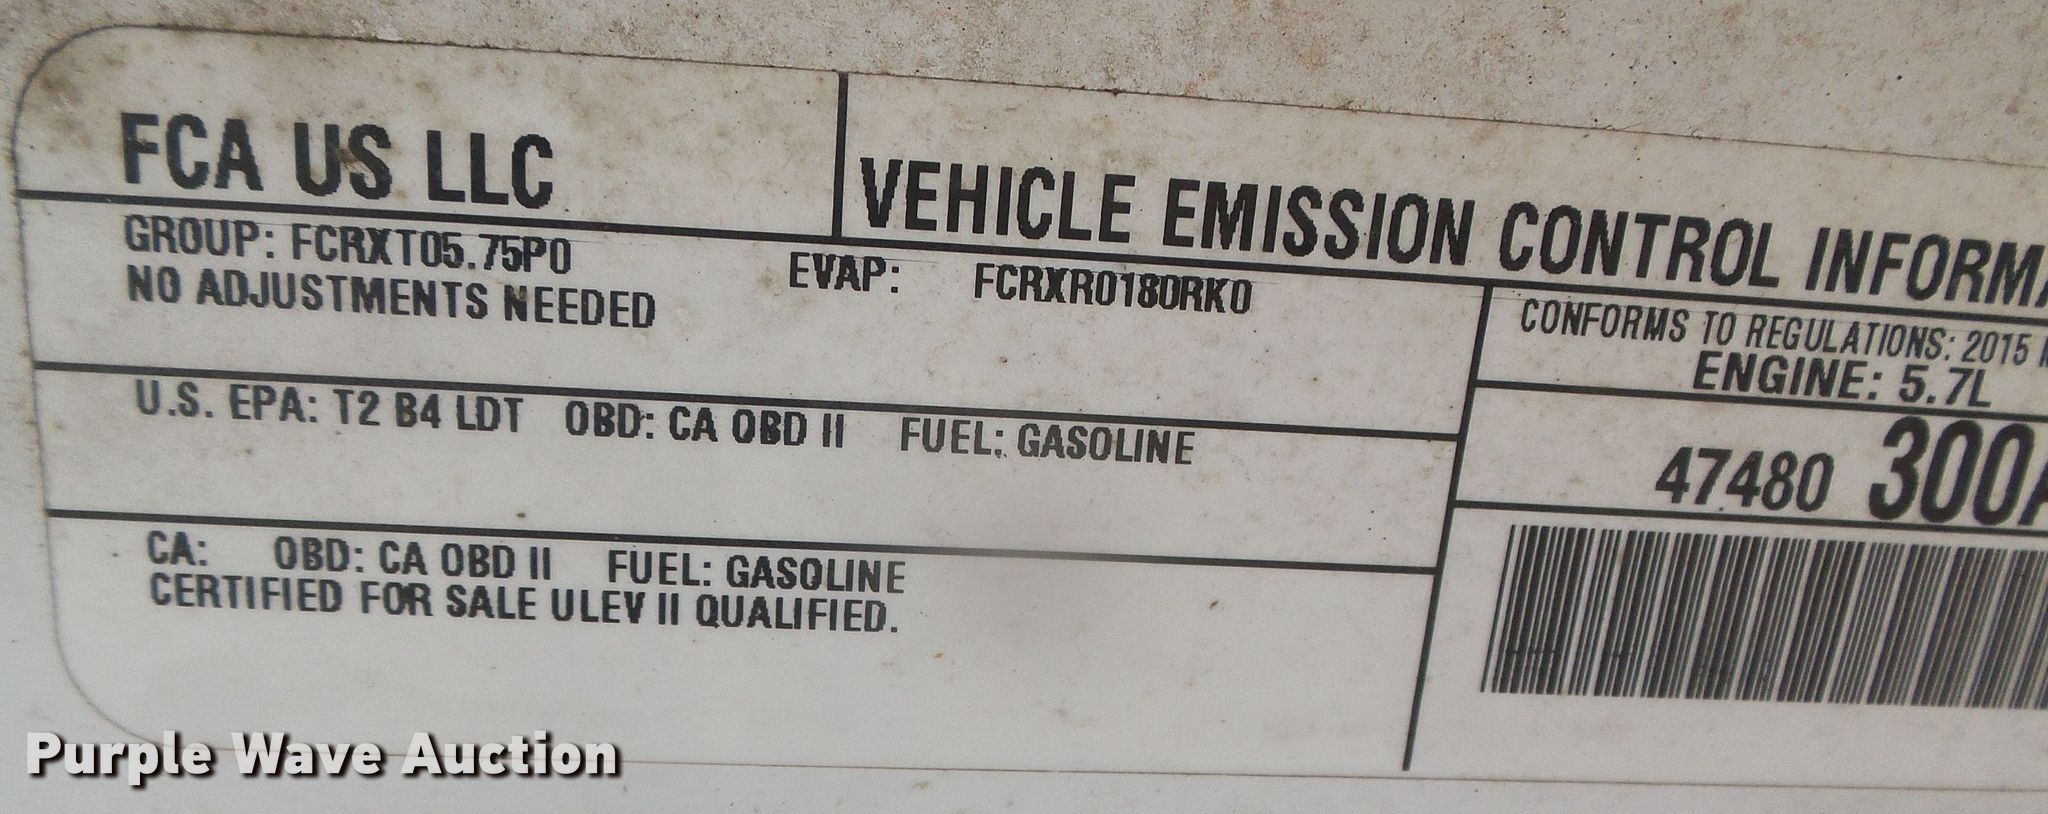 FCA US LLC
VEHICLE EMISSION CONTROL
GROUP: FCRXT05.75P0
EVAP: FCRXR0180RK0
NO ADJUSTMENTS NEEDED
CONFORMS TO REGULATIONS: 2015
ENGINE: 5.7L
U.S. EPA: T2 B4 LDT OBD: CA OBD II FUEL: GASOLINE
47480 300A
CA: OBD: CA OBD II FUEL: GASOLINE
CERTIFIED FOR SALE ULEV II QUALIFIED.
Purple Wave Auction